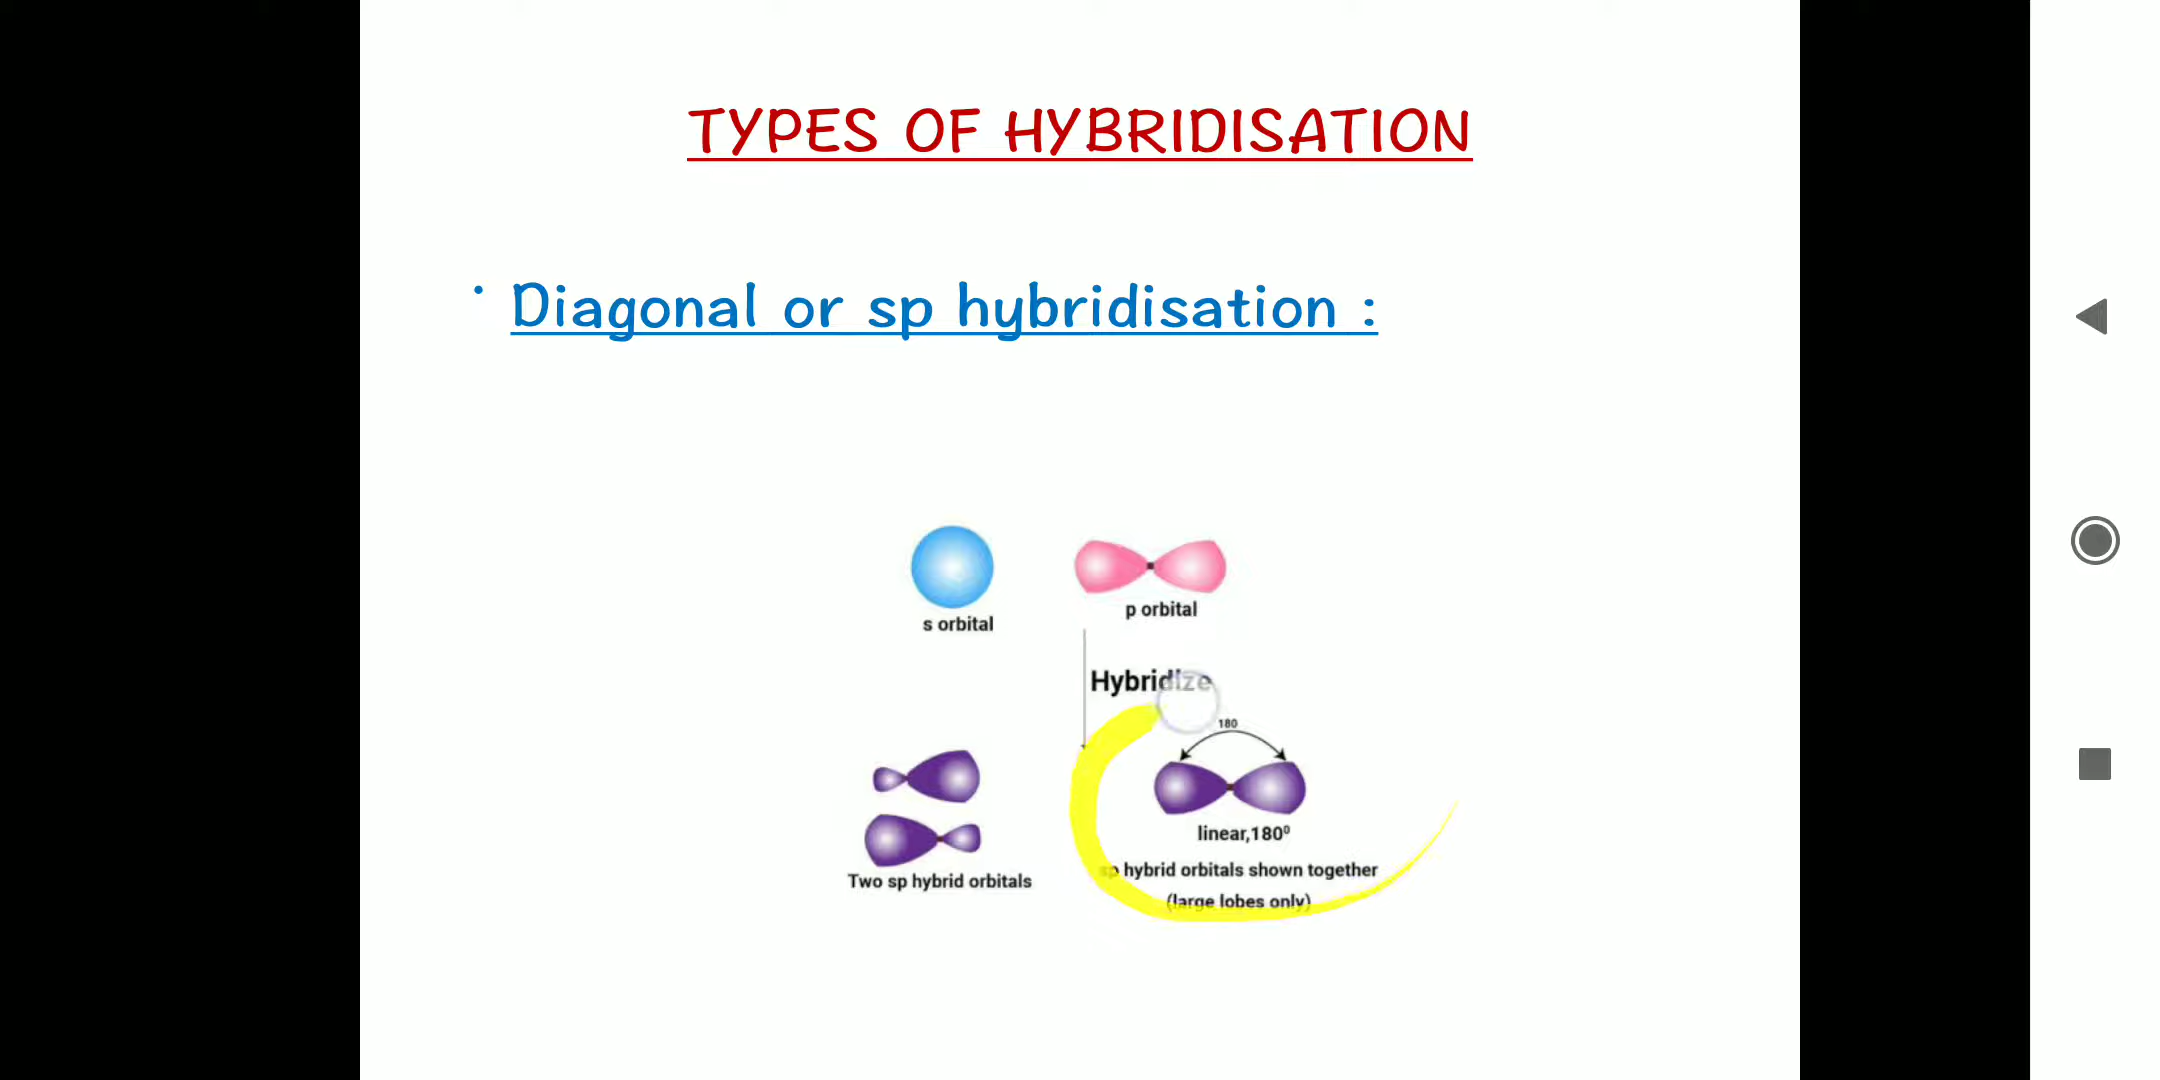 TYPES OF HYBRIDISATION
• Diagonal or sp hybridisation :
s orbital
p orbital
Hybridize
180
linear,180⁰
Two sp hybrid orbitals
sp hybrid orbitals shown together
(large lobes only)